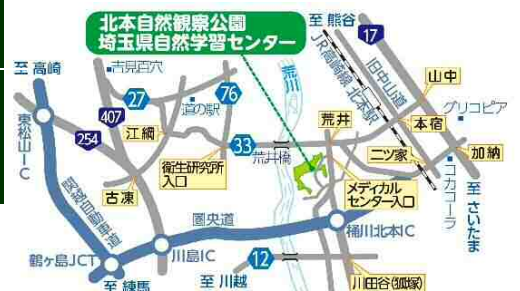 北本自然観察公園
埼玉県自然学習センター
至 熊谷
17
至 高崎
吉見百穴
荒川
JR高崎線 北本駅
旧中山道
山中
27
道の駅
76
グリコピア
407
荒井
本宿
東松山IC
254
江綱
33
荒井橋
二ツ家
加納
衛生研究所
入口
コカコーラ
古凍
メディカル
センター入口
至 さいたま
関越自動車道
圏央道
桶川北本IC
鶴ヶ島JCT
川島IC
12
至 練馬
至 川越
川田谷(狐塚)